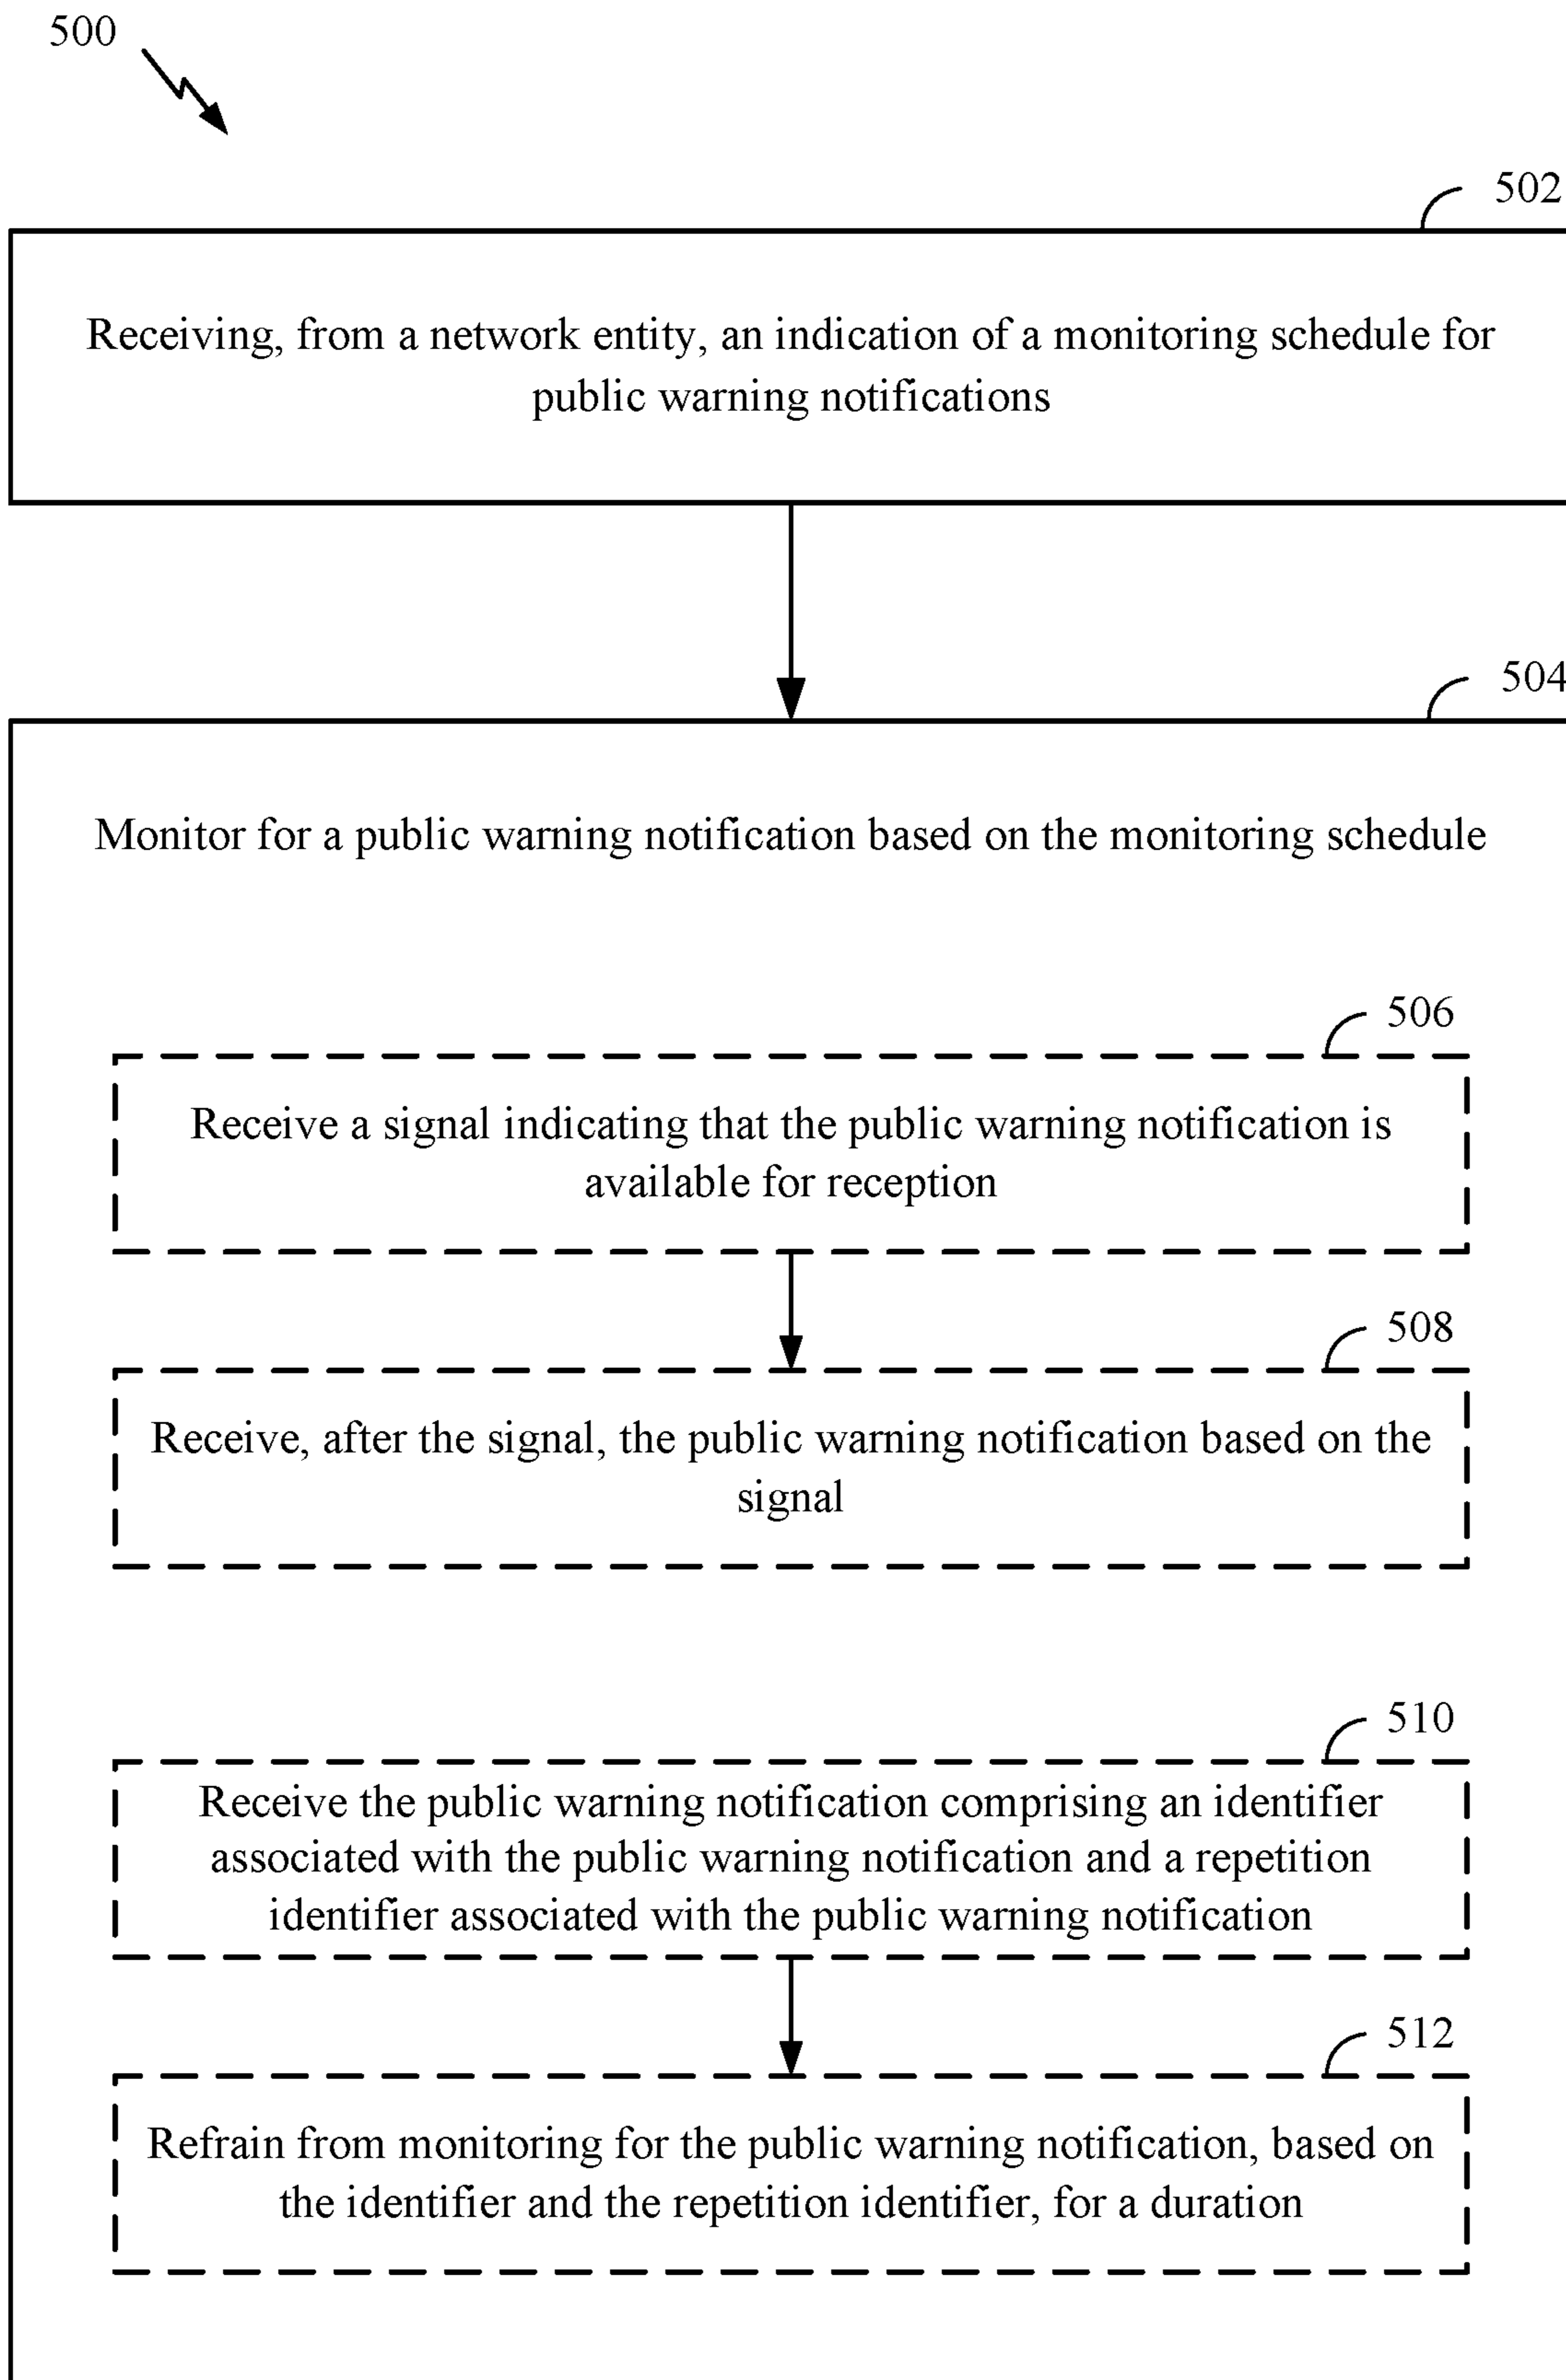 500
502
Receiving, from a network entity, an indication of a monitoring schedule for
public warning notifications
504
Monitor for a public warning notification based on the monitoring schedule
506
Receive a signal indicating that the public warning notification is
available for reception
508
Receive, after the signal, the public warning notification based on the
signal
510
Receive the public warning notification comprising an identifier
associated with the public warning notification and a repetition
identifier associated with the public warning notification
512
Refrain from monitoring for the public warning notification, based on
the identifier and the repetition identifier, for a duration